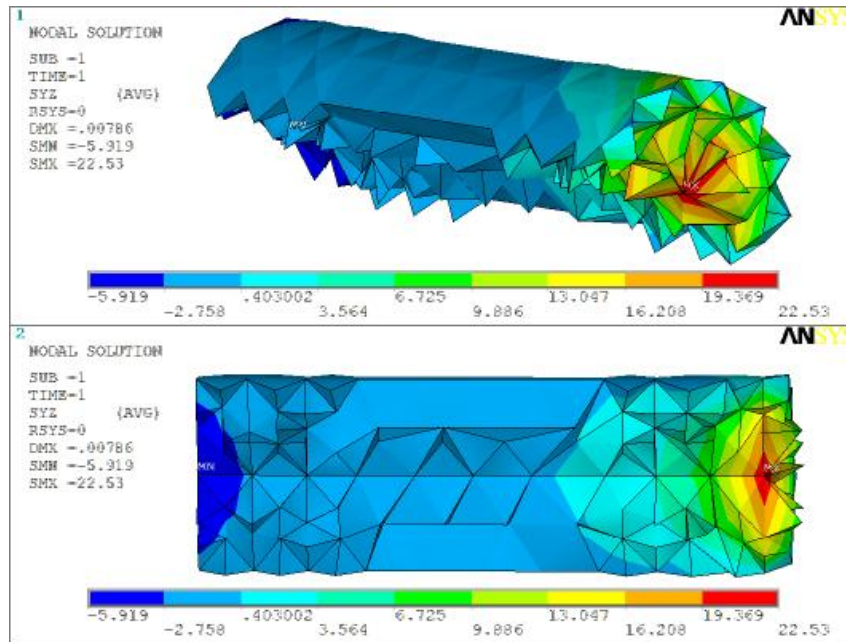 1
ANSYS
NODAL SOLUTION
SUB =1
TIME=1
SYZ (AVG)
RSYS=0
DMX =.00786
SMN =-5.919
SMX =22.53
MN
MX
-5.919 .403002 6.725 13.047 19.369
-2.758 3.564 9.886 16.208 22.53
2
ANSYS
NODAL SOLUTION
SUB =1
TIME=1
SYZ (AVG)
RSYS=0
DMX =.00786
SMN =-5.919
SMX =22.53
MN
MX
-5.919 .403002 6.725 13.047 19.369
-2.758 3.564 9.886 16.208 22.53